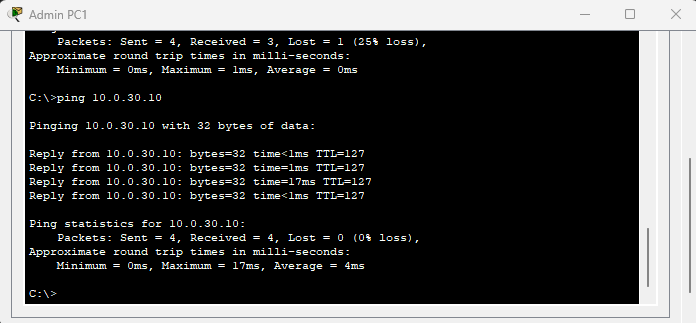 Admin PC1
Packets: Sent = 4, Received = 3, Lost = 1 (25% loss),
Approximate round trip times in milli-seconds:
Minimum = 0ms, Maximum = 1ms, Average = 0ms
C:\>ping 10.0.30.10
Pinging 10.0.30.10 with 32 bytes of data:
Reply from 10.0.30.10: bytes=32 time<1ms TTL=127
Reply from 10.0.30.10: bytes=32 time=1ms TTL=127
Reply from 10.0.30.10: bytes=32 time=17ms TTL=127
Reply from 10.0.30.10: bytes=32 time<1ms TTL=127
Ping statistics for 10.0.30.10:
Packets: Sent = 4, Received = 4, Lost = 0 (0% loss),
Approximate round trip times in milli-seconds:
Minimum = 0ms, Maximum = 17ms, Average = 4ms
C:\>